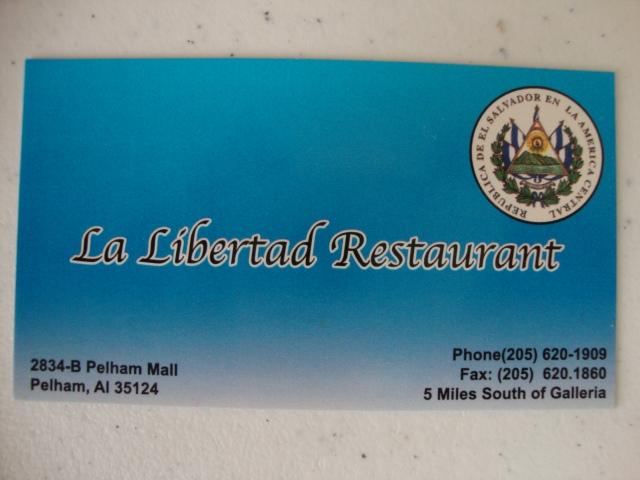 REPUBLICA DE EL SALVADOR EN LA AMERICA CENTRAL
La Libertad Restaurant
2834-B Pelham Mall
Pelham, Al 35124
Phone(205) 620-1909
Fax: (205) 620.1860
5 Miles South of Galleria